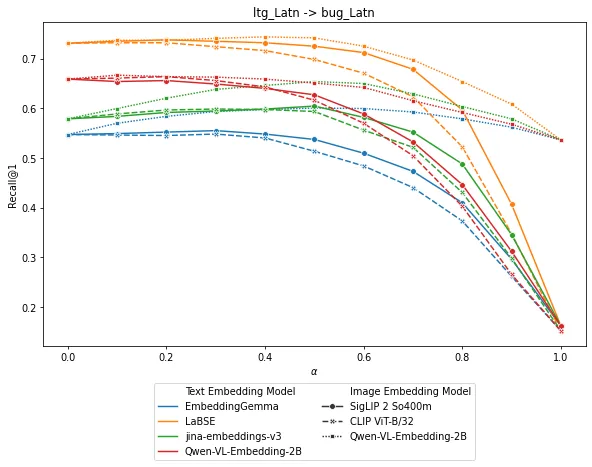 ltg_Latn -> bug_Latn
Recall@1
0.7
0.6
0.5
0.4
0.3
0.2
0.0 0.2 0.4 0.6 0.8 1.0
α
Text Embedding Model Image Embedding Model
EmbeddingGemma SigLIP 2 So400m
LaBSE CLIP ViT-B/32
jina-embeddings-v3 Qwen-VL-Embedding-2B
Qwen-VL-Embedding-2B